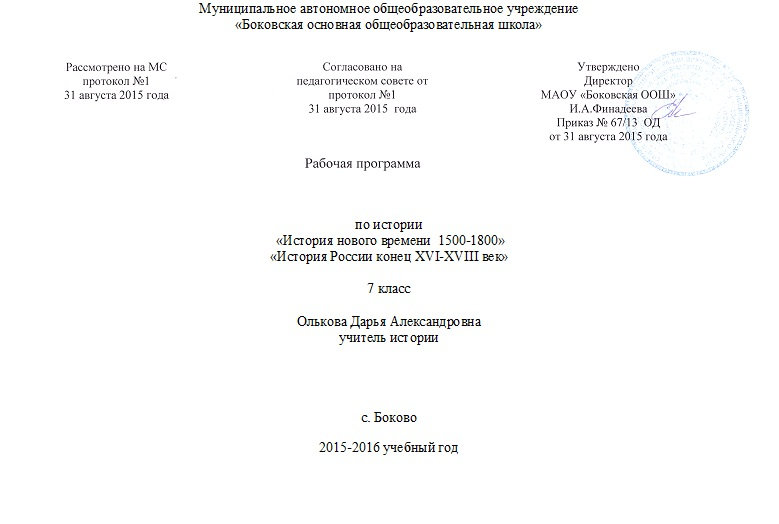 Муниципальное автономное общеобразовательное учреждение
«Боковская основная общеобразовательная школа»
Рассмотрено на МС
протокол №1
31 августа 2015 года
Согласовано на
педагогическом совете от
протокол №1
31 августа 2015 года
Утверждено
Директор
МАОУ «Боковская ООШ»
И.А.Финадеева
Приказ № 67/13 ОД
от 31 августа 2015 года
Рабочая программа
по истории
«История нового времени 1500-1800»
«История России конец XVI-XVIII век»
7 класс
Олькова Дарья Александровна
учитель истории
с. Боково
2015-2016 учебный год